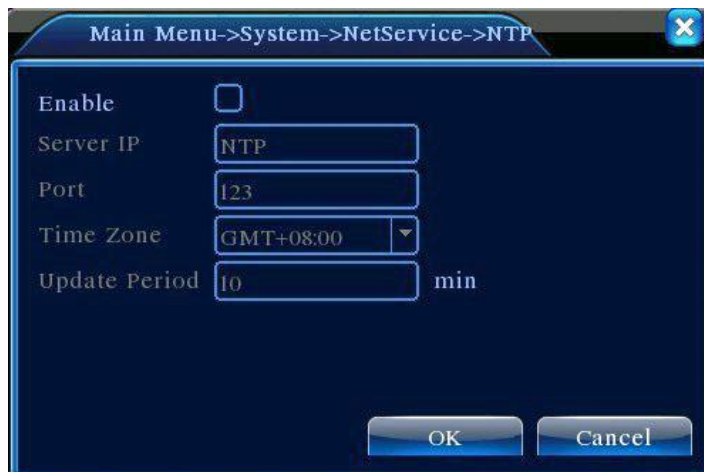 Main Menu->System->NetService->NTP
Enable
Server IP NTP
Port 123
Time Zone GMT+08:00
Update Period 10 min
OK Cancel